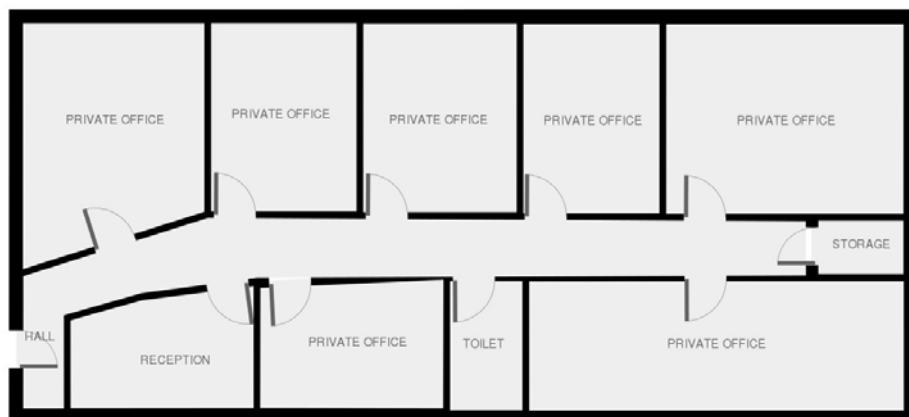 PRIVATE OFFICE
PRIVATE OFFICE
PRIVATE OFFICE
PRIVATE OFFICE
PRIVATE OFFICE
STORAGE
HALL
RECEPTION
PRIVATE OFFICE
TOILET
PRIVATE OFFICE